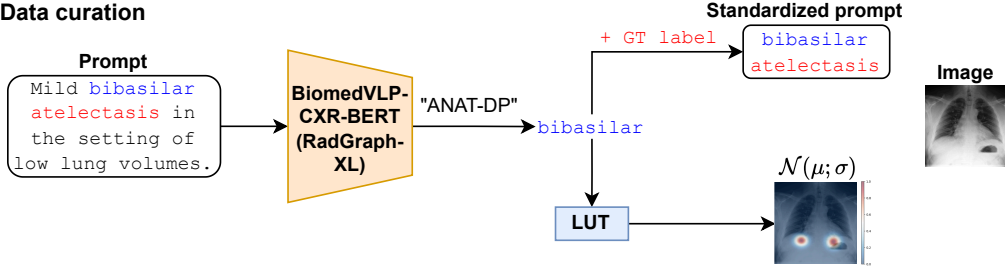 Data curation
Prompt
Mild bibasilar
atelectasis in
the setting of
low lung volumes.
BiomedVLP-
CXR-BERT
(RadGraph-
XL)
"ANAT-DP"
bibasilar
+ GT label
Standardized prompt
bibasilar
atelectasis
LUT
𝒩(μ;σ)
Image